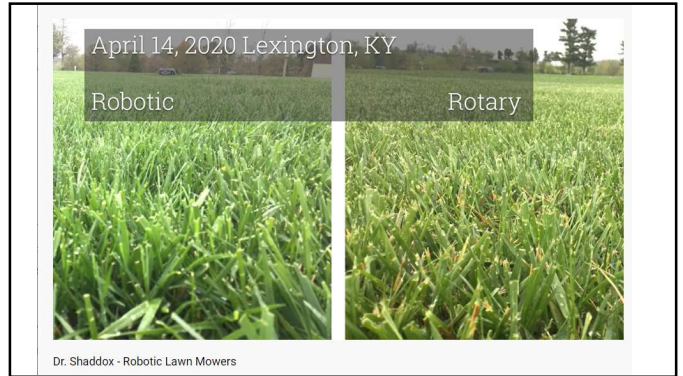 April 14, 2020 Lexington, KY
Robotic Rotary
Dr. Shaddox - Robotic Lawn Mowers